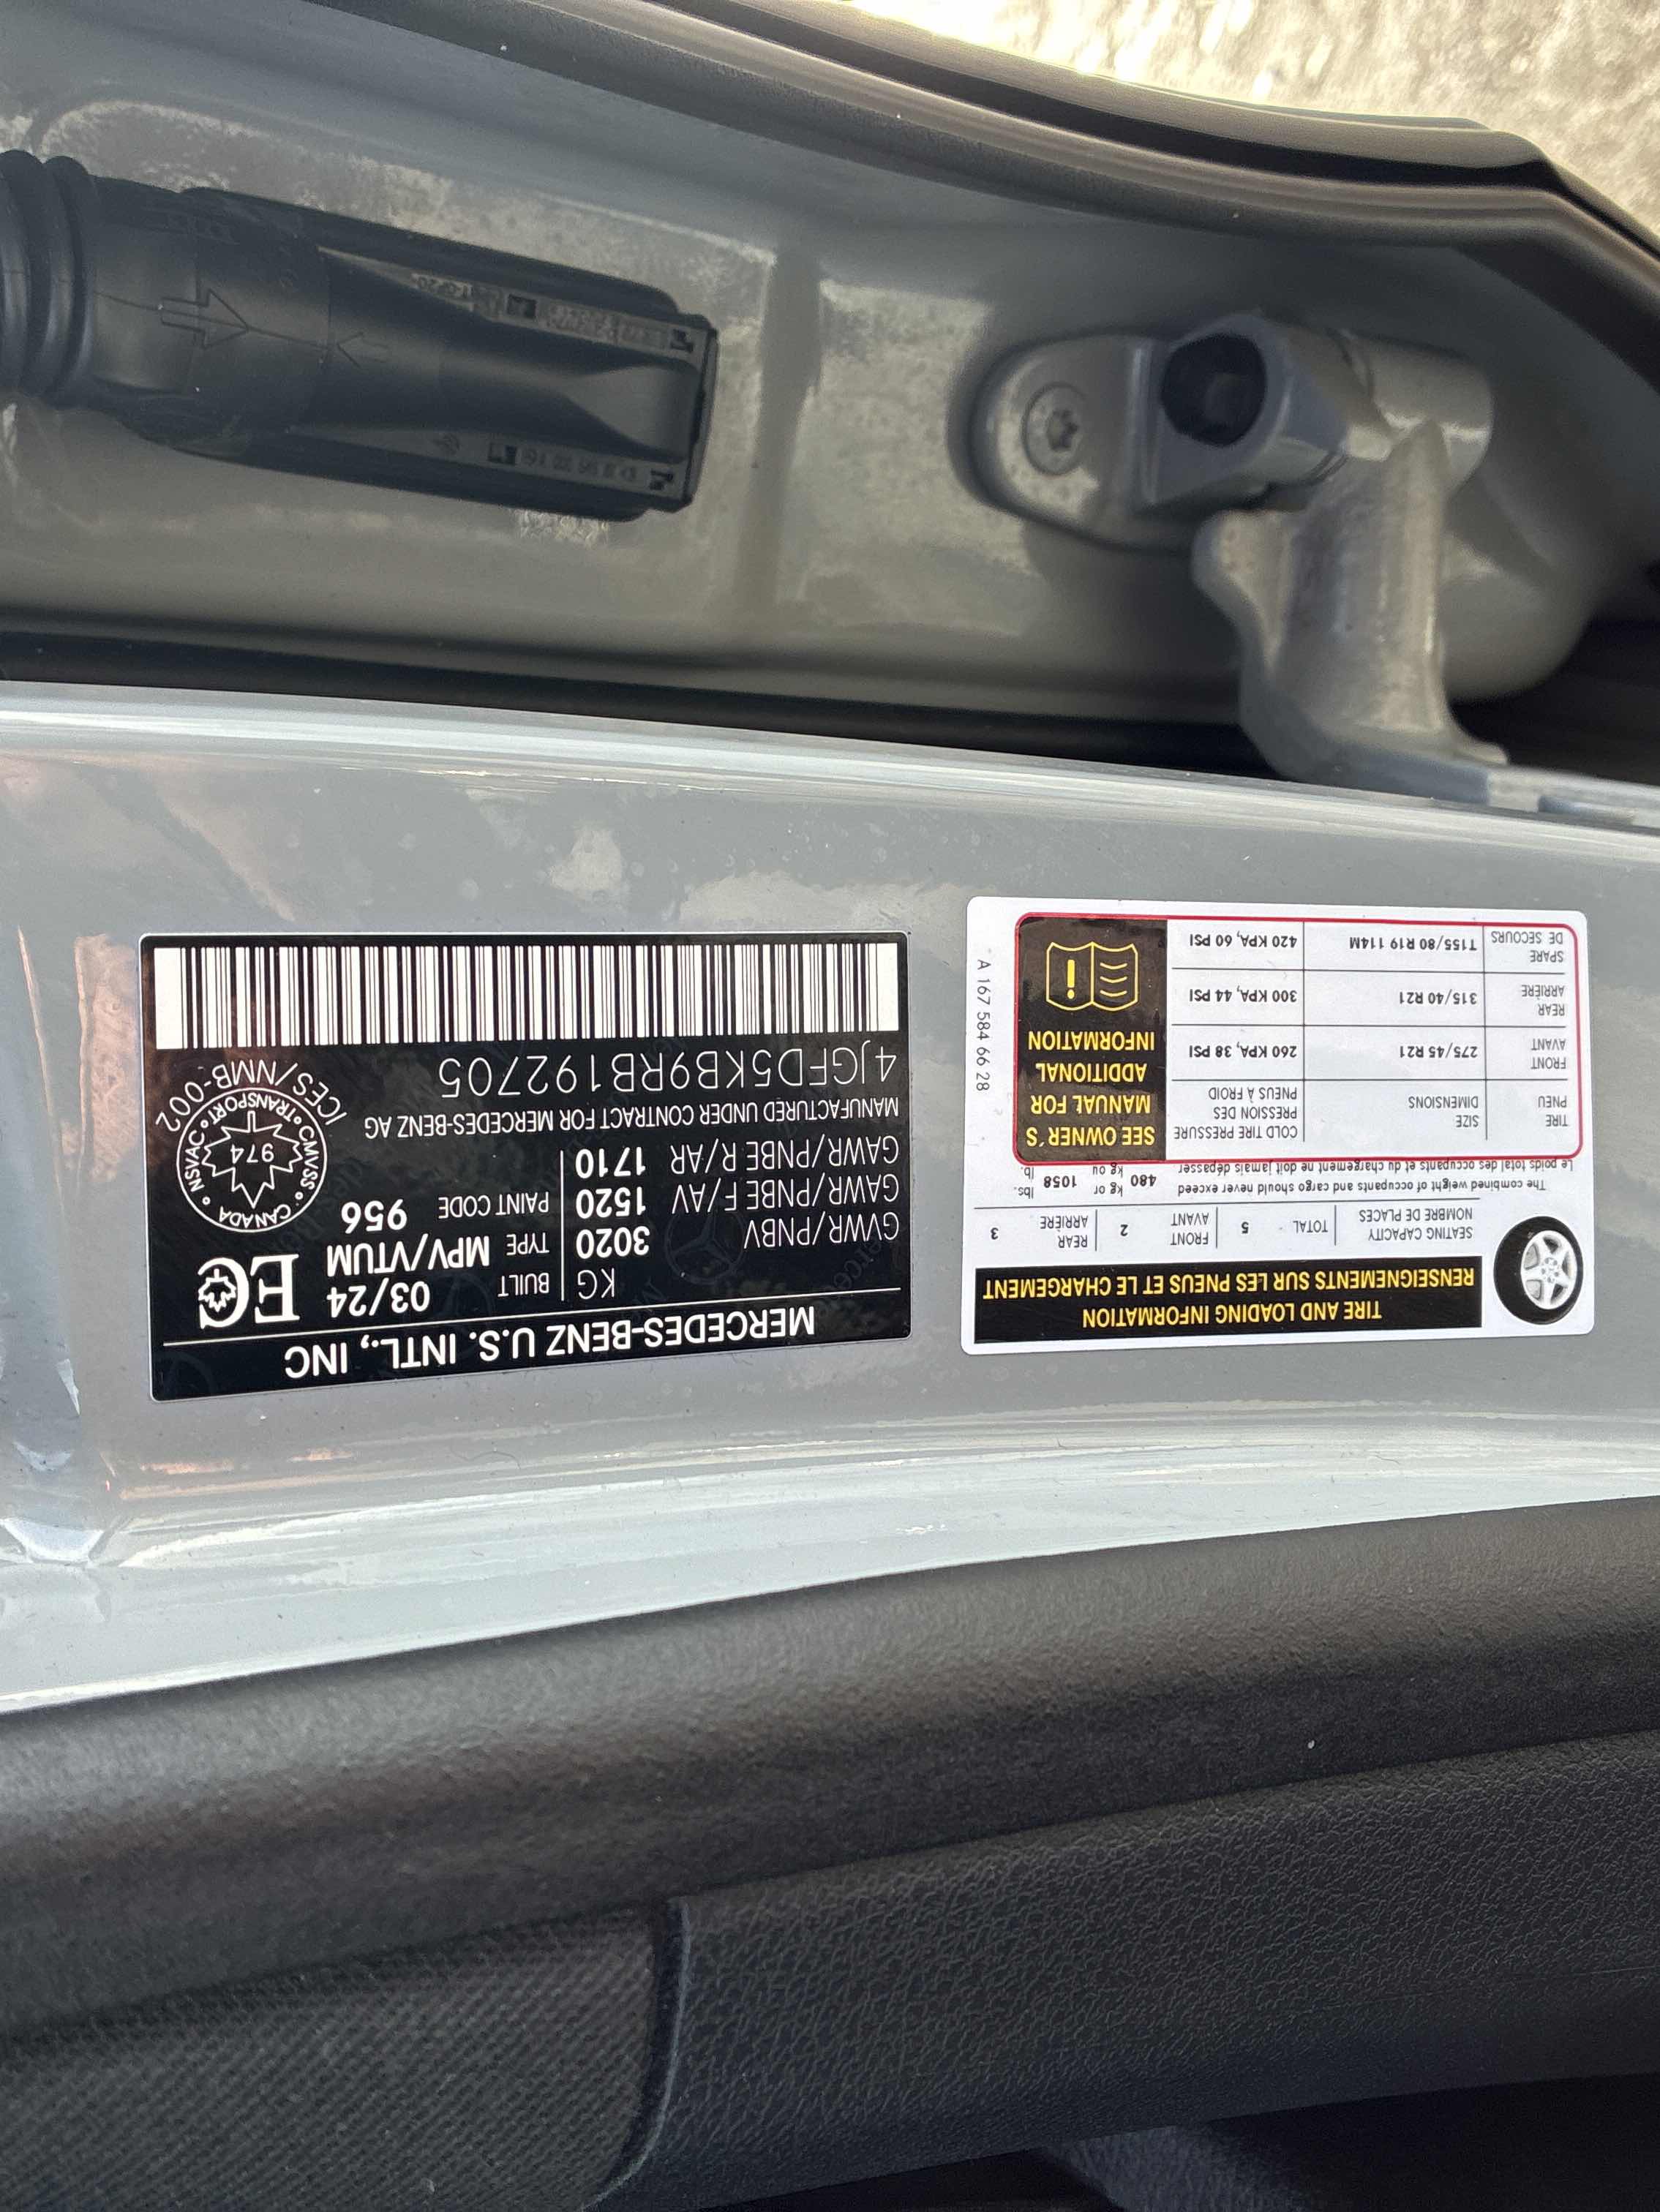 TIRE AND LOADING INFORMATION
RENSEIGNEMENTS SUR LES PNEUS ET LE CHARGEMENT
SEATING CAPACITY
NOMBRE DE PLACES
TOTAL 5
FRONT
AVANT
2
REAR
ARRIÈRE
3
The combined weight of occupants and cargo should never exceed
Le poids total des occupants et du chargement ne doit jamais dépasser
480 kg or 1058 lbs.
kg ou lb.
TIRE
PNEU
SIZE
DIMENSIONS
COLD TIRE PRESSURE
PRESSION DES
PNEUS À FROID
FRONT
AVANT
275/45 R21
260 KPA, 38 PSI
REAR
ARRIÈRE
315/40 R21
300 KPA, 44 PSI
SPARE
DE SECOURS
T155/80 R19 114M
420 KPA, 60 PSI
SEE OWNER'S
MANUAL FOR
ADDITIONAL
INFORMATION
A 167 584 66 28
MERCEDES-BENZ U.S. INTL., INC
KG
BUILT 03/24
GVWR/PNBV 3020
TYPE MPV/VTUM
GAWR/PNBE F/AV 1520
PAINT CODE 956
GAWR/PNBE R/AR 1710
MANUFACTURED UNDER CONTRACT FOR MERCEDES-BENZ AG
4JGFD5KB9RB192705
EC
CANADA • CMVSS • TRANSPORT • NSVAC •
974
ICES/NMB-002